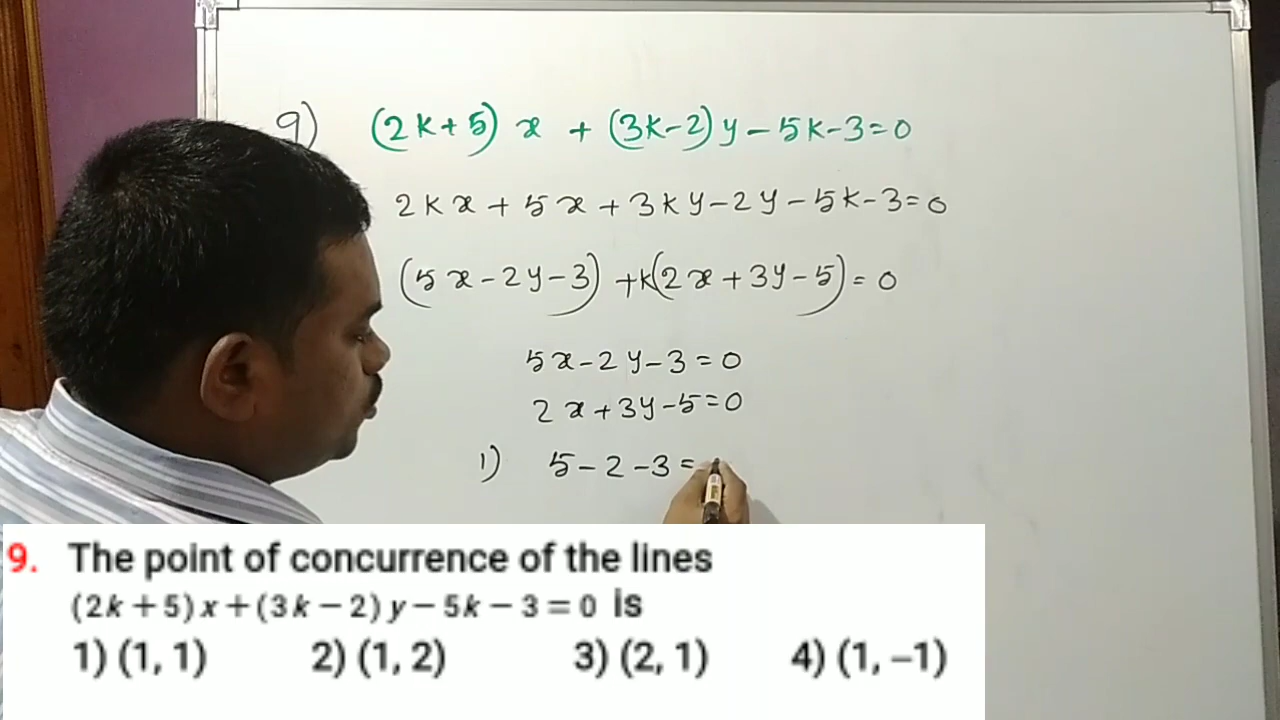 9) (2k+5) x + (3k-2) y - 5k - 3 = 0
2kx + 5x + 3ky - 2y - 5k - 3 = 0
(5x - 2y - 3) + k(2x + 3y - 5) = 0
5x - 2y - 3 = 0
2x + 3y - 5 = 0
1) 5 - 2 - 3 =
9. The point of concurrence of the lines
(2k + 5) x + (3k - 2) y - 5k - 3 = 0 is
1) (1, 1) 2) (1, 2) 3) (2, 1) 4) (1, -1)